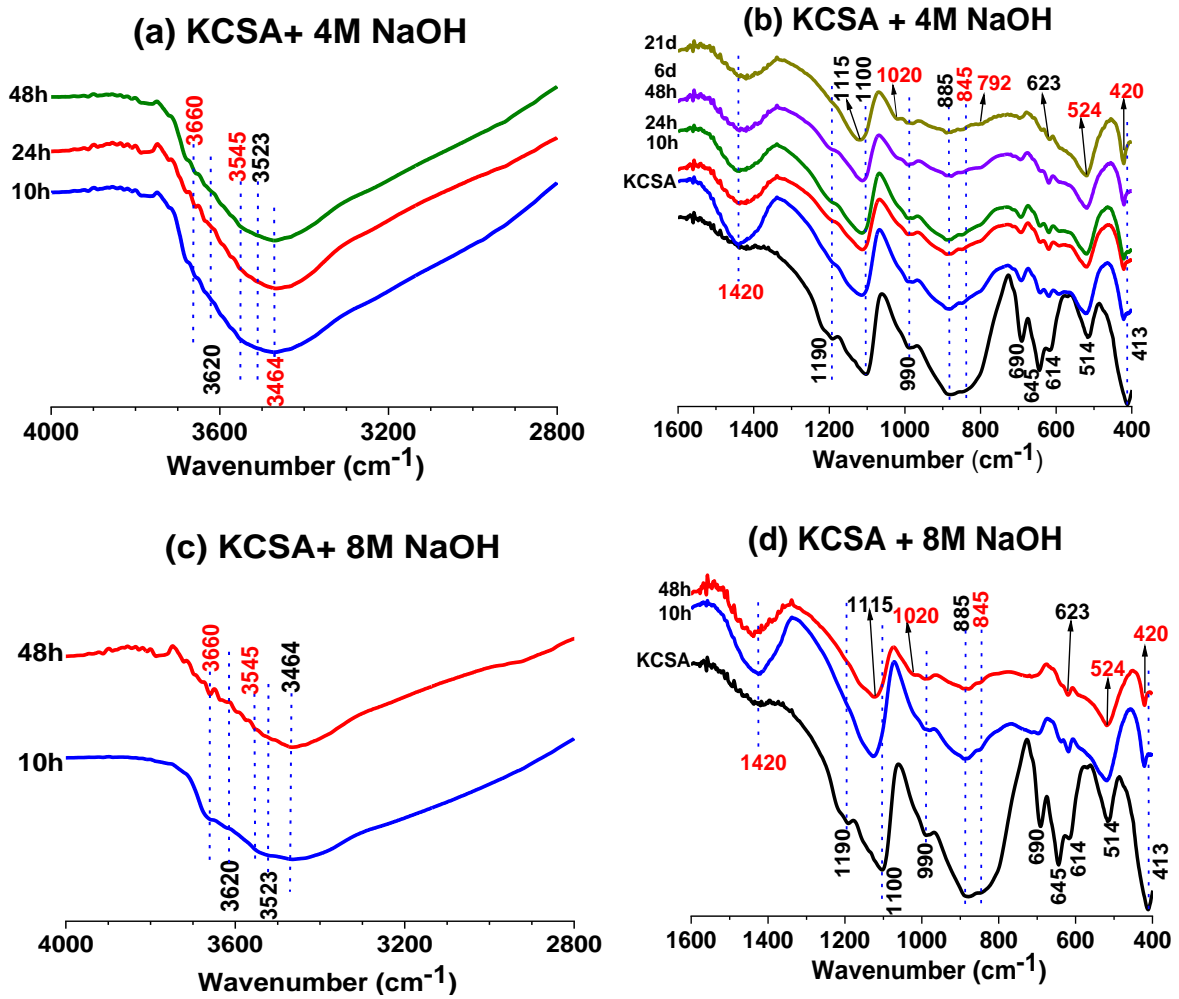 (a) KCSA+ 4M NaOH
48h
24h
10h
3660
3620
3545
3523
3464
4000
3600
3200
2800
Wavenumber (cm-1)
(b) KCSA + 4M NaOH
21d
6d
48h
24h
10h
KCSA
1420
1190
1115
1100
1020
990
885
845
792
690
645
623
614
524
514
420
413
1600
1400
1200
1000
800
600
400
Wavenumber (cm-1)
(c) KCSA+ 8M NaOH
48h
10h
3660
3620
3545
3523
3464
4000
3600
3200
2800
Wavenumber (cm-1)
(d) KCSA + 8M NaOH
48h
10h
KCSA
1420
1190
1115
1100
1020
990
885
845
690
645
623
614
524
514
420
413
1600
1400
1200
1000
800
600
400
Wavenumber (cm-1)